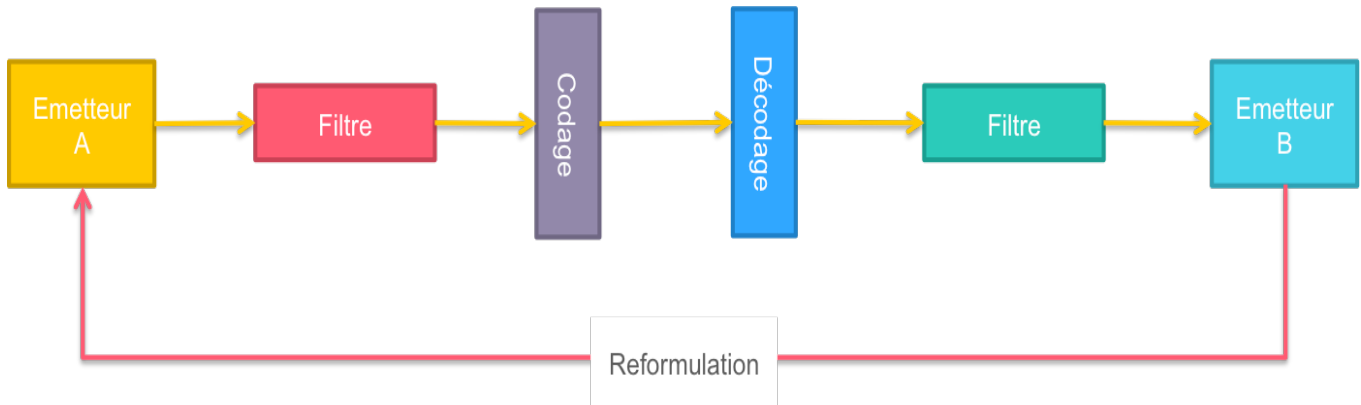 Emetteur
A
Filtre
Codage
Décodage
Filtre
Emetteur
B
Reformulation